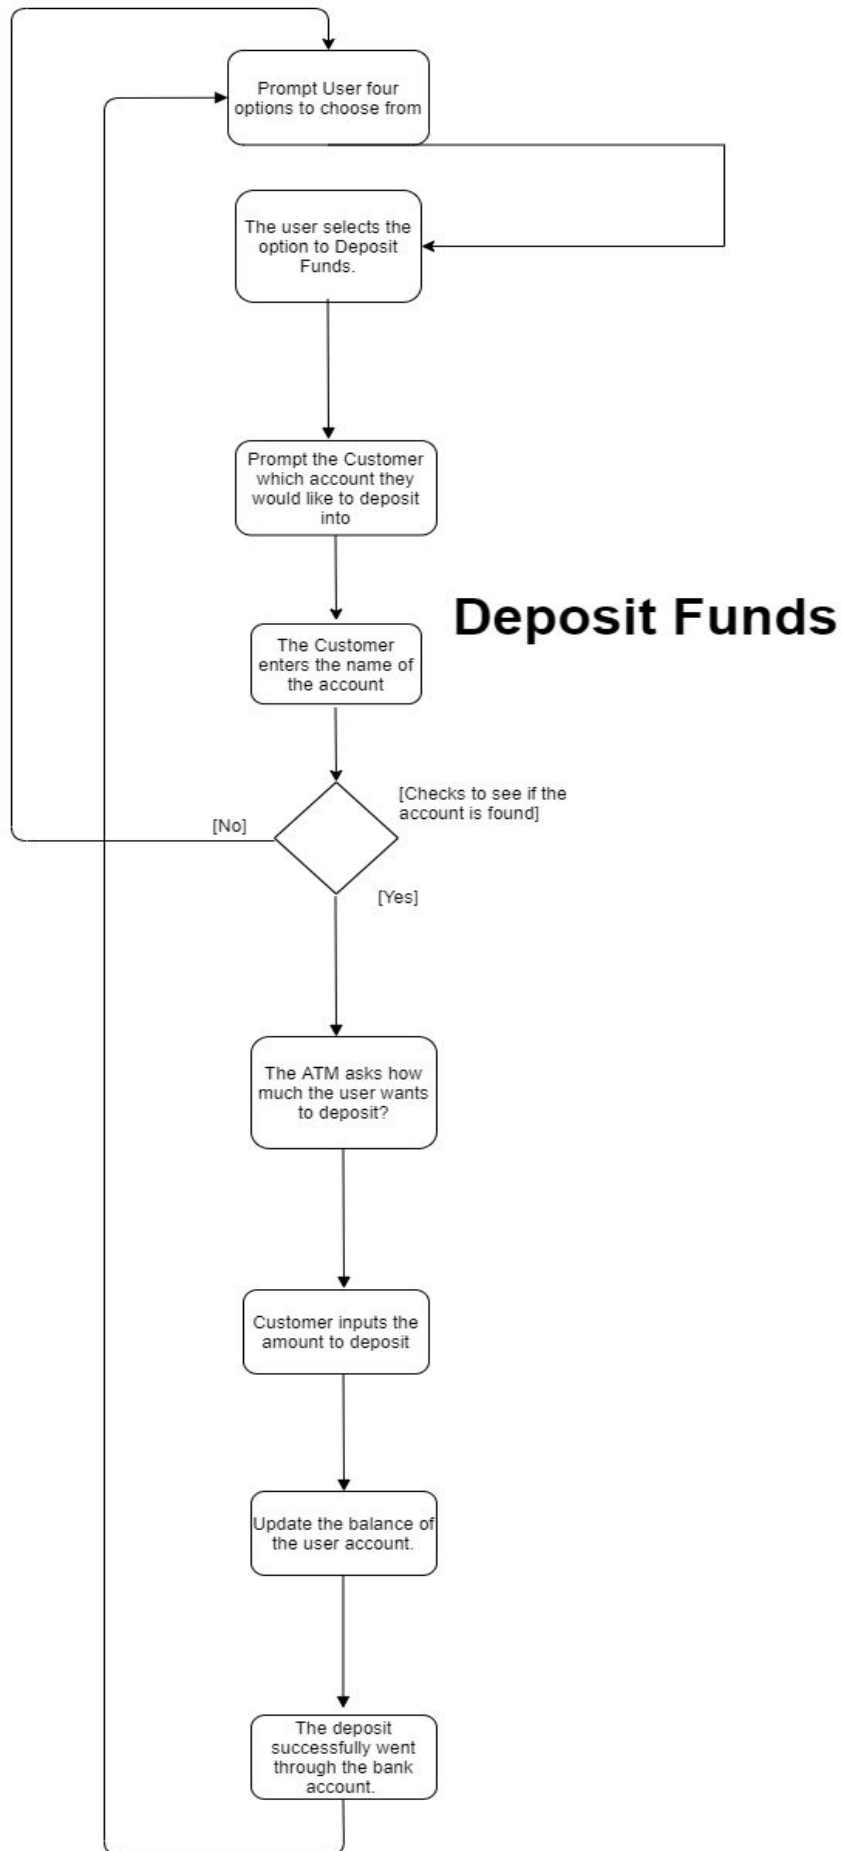 Prompt User four
options to choose from
The user selects the
option to Deposit
Funds.
Prompt the Customer
which account they
would like to deposit
into
Deposit Funds
The Customer
enters the name of
the account
[Checks to see if the
account is found]
[No]
[Yes]
The ATM asks how
much the user wants
to deposit?
Customer inputs the
amount to deposit
Update the balance of
the user account.
The deposit
successfully went
through the bank
account.